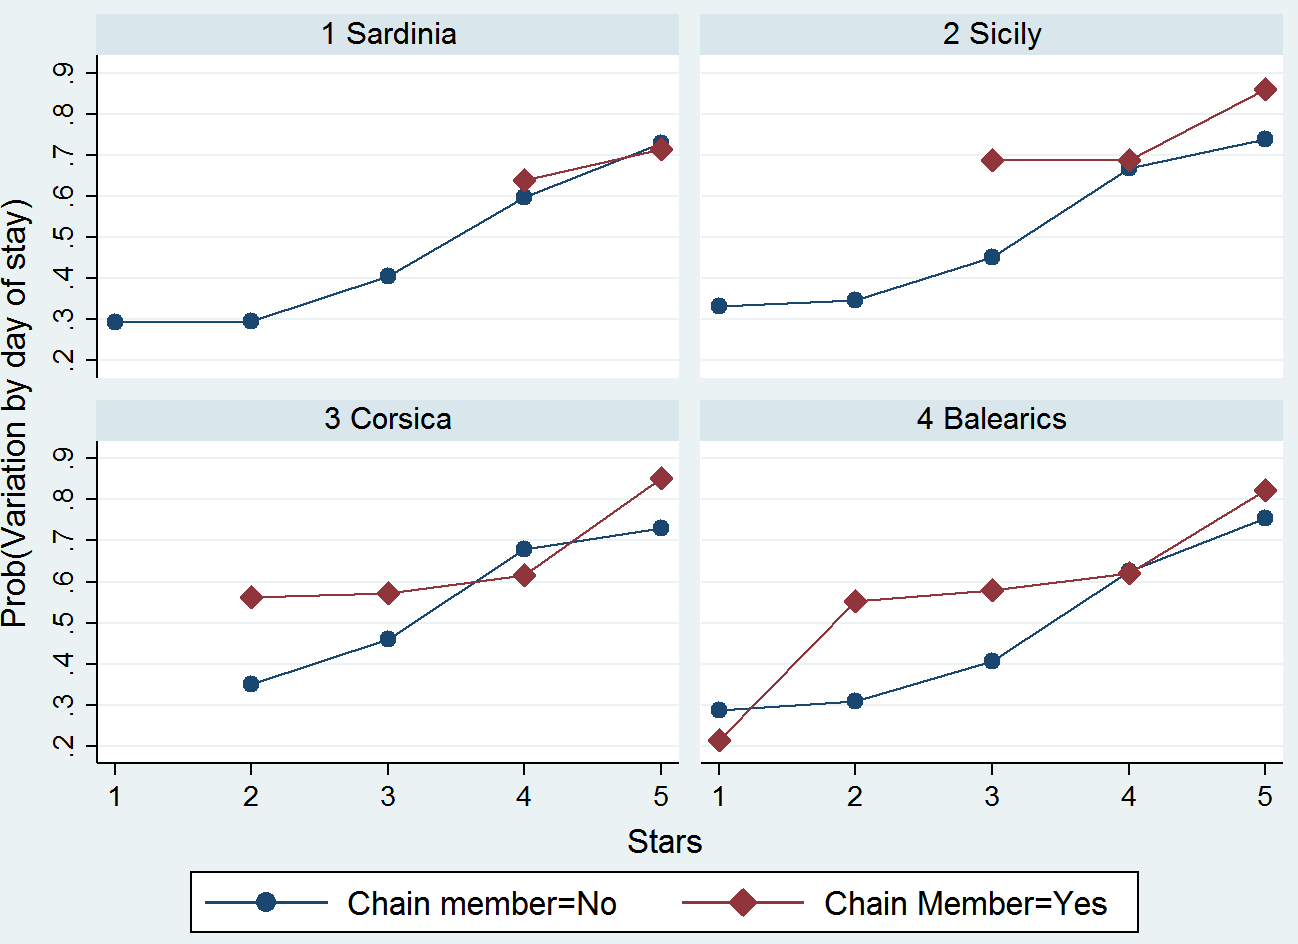 1 Sardinia
2 Sicily
.9
.8
.7
.6
.5
.4
.3
.2
3 Corsica
4 Balearics
.9
.8
.7
.6
.5
.4
.3
.2
Prob(Variation by day of stay)
1 2 3 4 5
1 2 3 4 5
Stars
Chain member=No
Chain Member=Yes